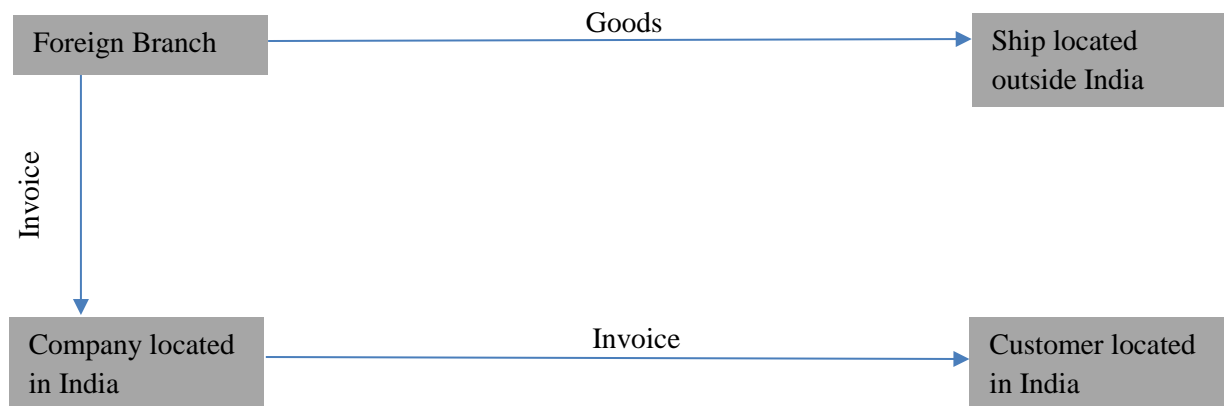 Goods
Foreign Branch
Ship located
outside India
Invoice
Invoice
Company located
in India
Customer located
in India